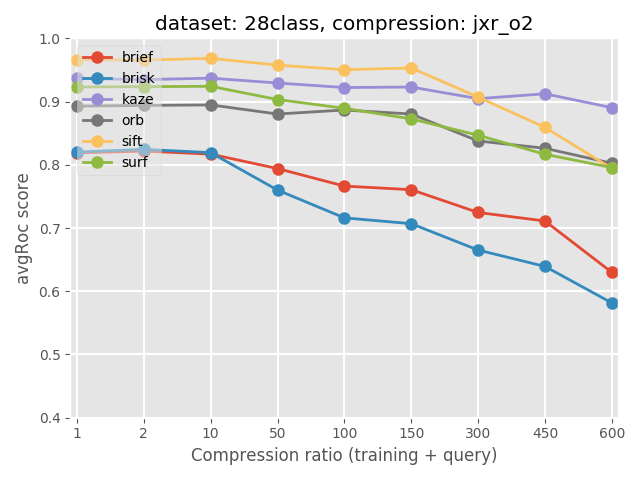 dataset: 28class, compression: jxr_o2
brief
brisk
kaze
orb
sift
surf
avgRoc score
1.0
0.9
0.8
0.7
0.6
0.5
0.4
1 2 10 50 100 150 300 450 600
Compression ratio (training + query)